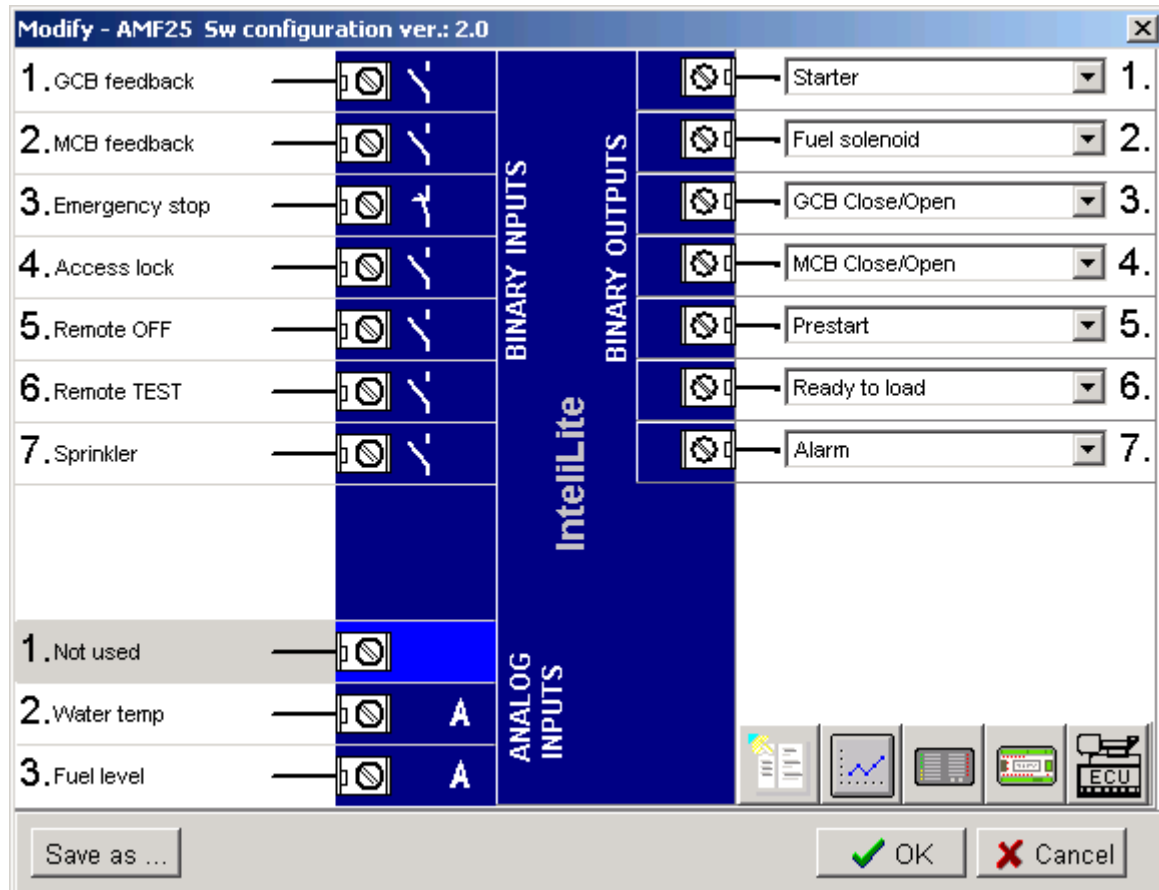 Modify - AMF25 Sw configuration ver.: 2.0
1. GCB feedback
2. MCB feedback
3. Emergency stop
4. Access lock
5. Remote OFF
6. Remote TEST
7. Sprinkler
BINARY INPUTS
BINARY OUTPUTS
InteliLite
Starter 1.
Fuel solenoid 2.
GCB Close/Open 3.
MCB Close/Open 4.
Prestart 5.
Ready to load 6.
Alarm 7.
1. Not used
2. Water temp A
3. Fuel level A
ANALOG
INPUTS
ECU
Save as ...
OK
Cancel